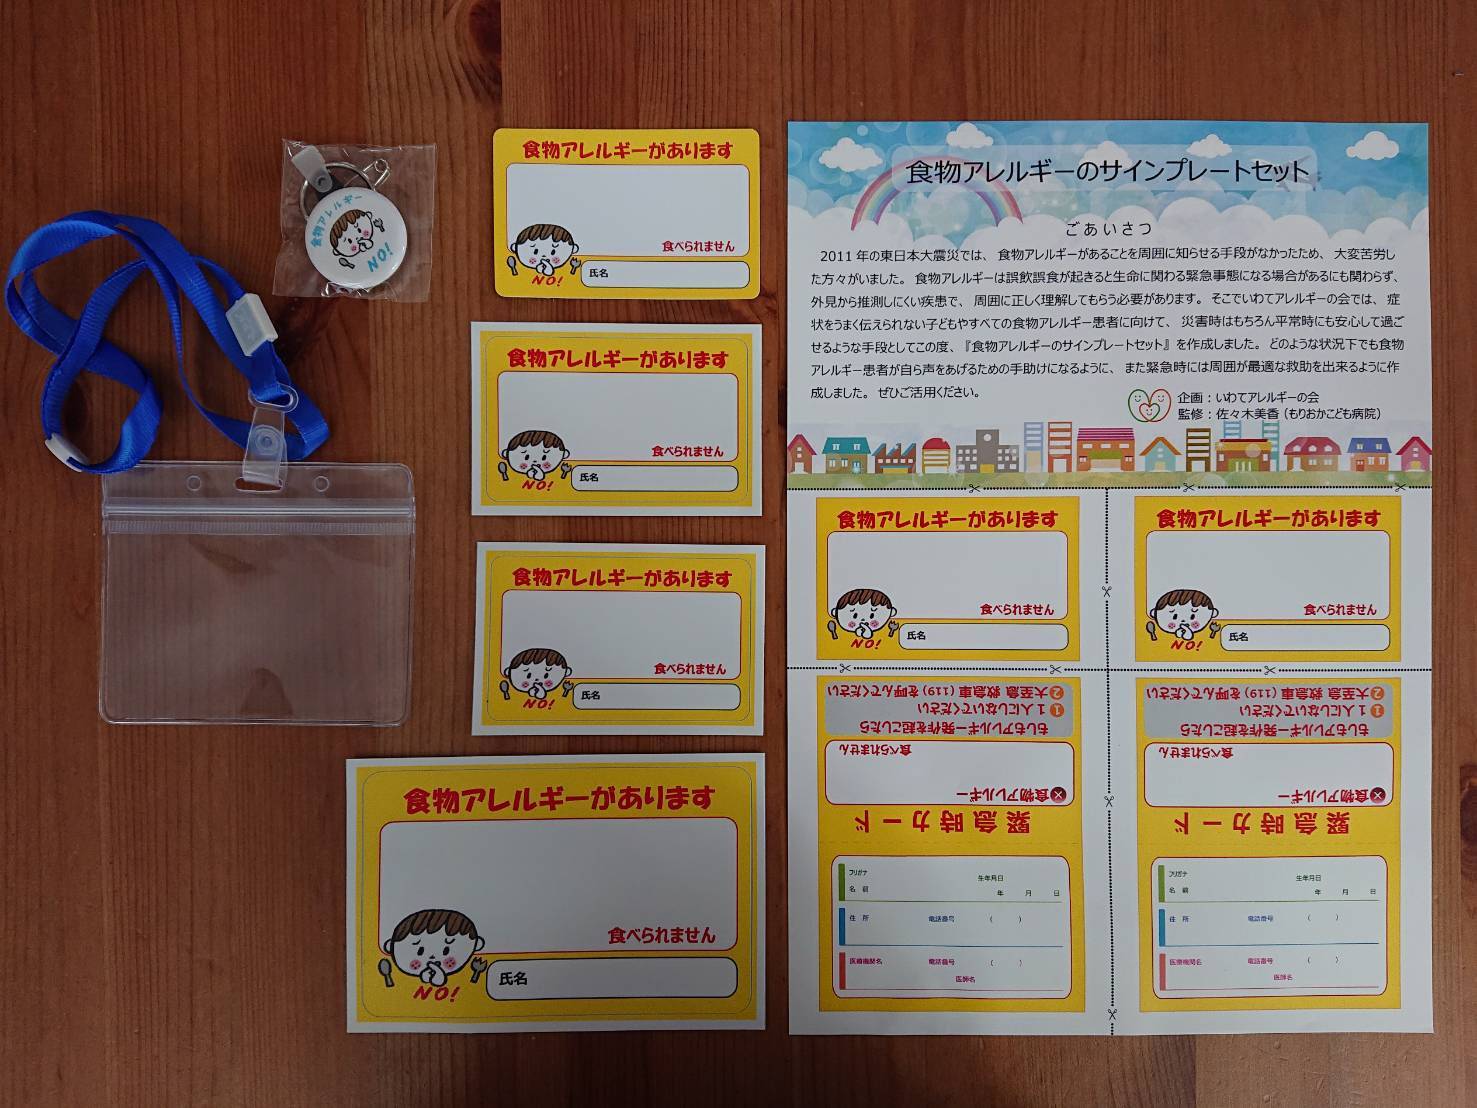 食物アレルギー
NO!
食物アレルギーがあります
食べられません
氏名
NO!
食物アレルギーがあります
食べられません
氏名
NO!
食物アレルギーがあります
食べられません
氏名
NO!
食物アレルギーがあります
食べられません
氏名
NO!
食物アレルギーのサインプレートセット
ごあいさつ
2011 年の東日本大震災では、 食物アレルギーがあることを周囲に知らせる手段がなかったため、 大変苦労し
た方々がいました。 食物アレルギーは誤飲誤食が起きると生命に関わる緊急事態になる場合があるにも関わらず、
外見から推測しにくい疾患で、 周囲に正しく理解してもらう必要があります。 そこでいわてアレルギーの会では、 症
状をうまく伝えられない子どもやすべての食物アレルギー患者に向けて、 災害時はもちろん平常時にも安心して過ご
せるような手段としてこの度、 『食物アレルギーのサインプレートセット』 を作成しました。 どのような状況下でも食物
アレルギー患者が自ら声をあげるための手助けになるように、 また緊急時には周囲が最適な救助を出来るように作
成しました。 ぜひご活用ください。
企画 : いわてアレルギーの会
監修 : 佐々木美香 (もりおかこども病院)
食物アレルギーがあります
食べられません
氏名
NO!
食物アレルギーがあります
食べられません
氏名
NO!
緊急時カード
食物アレルギー
食べられません
もしもアレルギー発作を起こしたら
1 1人にしないでください
2 大至急 救急車 (119) を呼んでください
フリガナ
名 前
生年月日
年 月 日
住 所
電話番号 ( )
医療機関名
電話番号 ( )
医師名
緊急時カード
食物アレルギー
食べられません
もしもアレルギー発作を起こしたら
1 1人にしないでください
2 大至急 救急車 (119) を呼んでください
フリガナ
名 前
生年月日
年 月 日
住 所
電話番号 ( )
医療機関名
電話番号 ( )
医師名